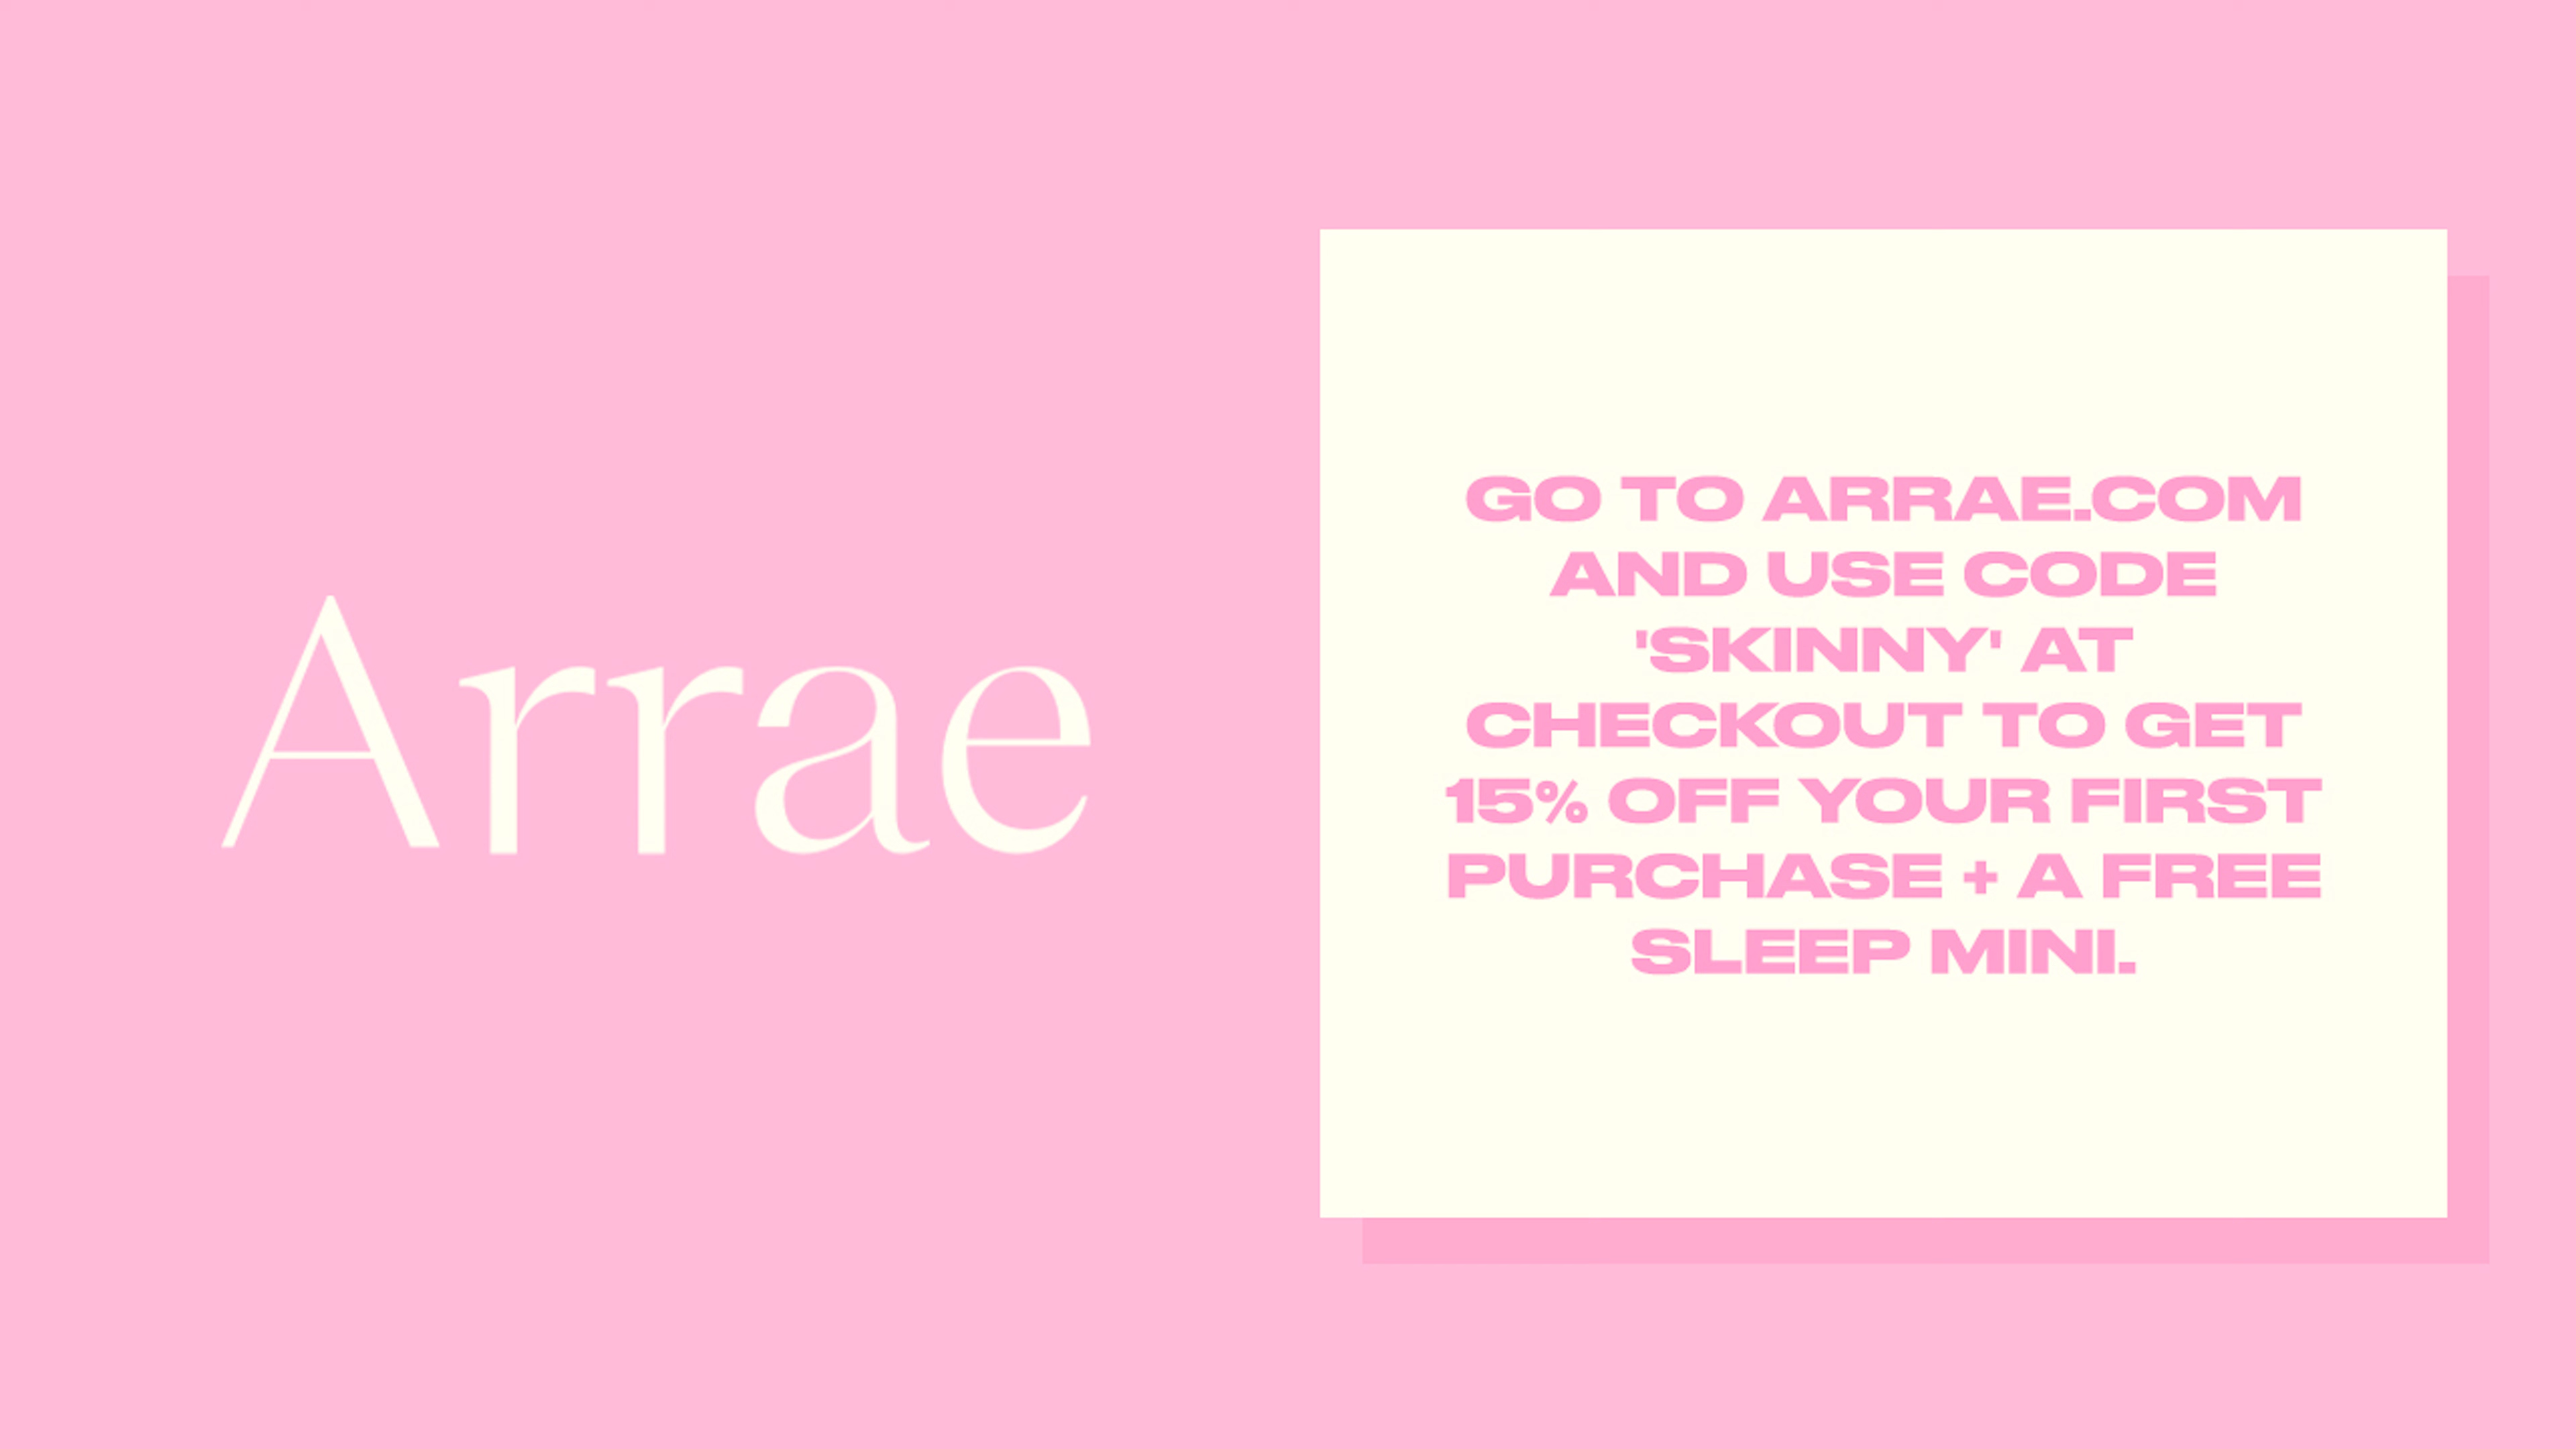 Arrae
GO TO ARRAE.COM
AND USE CODE
'SKINNY' AT
CHECKOUT TO GET
15% OFF YOUR FIRST
PURCHASE + A FREE
SLEEP MINI.